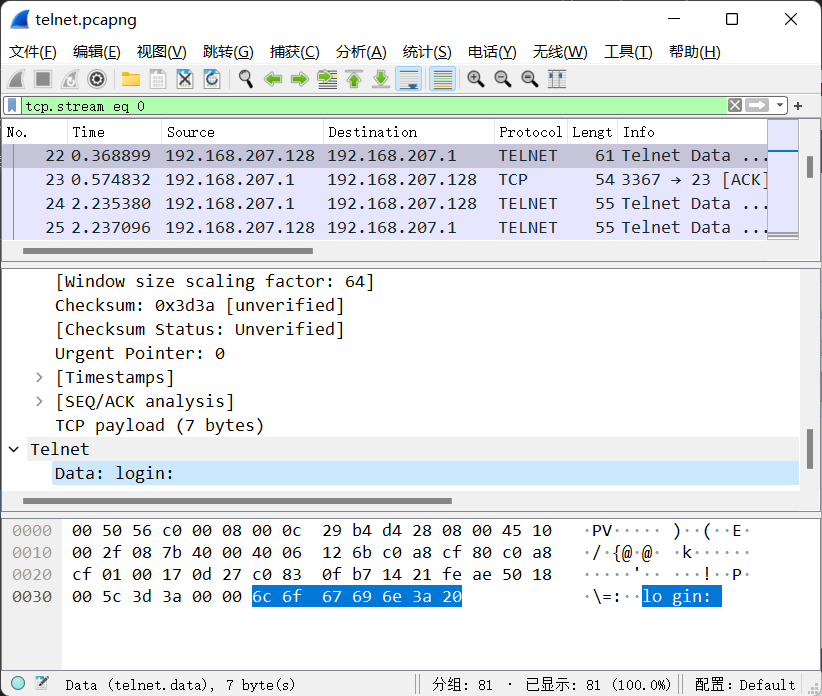 telnet.pcapng
文件(F) 编辑(E) 视图(V) 跳转(G) 捕获(C) 分析(A) 统计(S) 电话(Y) 无线(W) 工具(T) 帮助(H)
tcp.stream eq 0
No. Time Source Destination Protocol Lengt Info
22 0.368899 192.168.207.128 192.168.207.1 TELNET 61 Telnet Data ...
23 0.574832 192.168.207.1 192.168.207.128 TCP 54 3367 → 23 [ACK]
24 2.235380 192.168.207.1 192.168.207.128 TELNET 55 Telnet Data ...
25 2.237096 192.168.207.128 192.168.207.1 TELNET 55 Telnet Data ...
[Window size scaling factor: 64]
Checksum: 0x3d3a [unverified]
[Checksum Status: Unverified]
Urgent Pointer: 0
[Timestamps]
[SEQ/ACK analysis]
TCP payload (7 bytes)
Telnet
Data: login:
0000 00 50 56 c0 00 08 00 0c 29 b4 d4 28 08 00 45 10 ·PV····· )··(··E·
0010 00 2f 08 7b 40 00 40 06 12 6b c0 a8 cf 80 c0 a8 ·/·{@·@· ·k······
0020 cf 01 00 17 0d 27 c0 83 0f b7 14 21 fe ae 50 18 ·····'·· ···!··P·
0030 00 5c 3d 3a 00 00 6c 6f 67 69 6e 3a 20 ·\=:··lo gin:
Data (telnet.data), 7 byte(s) 分组: 81 · 已显示: 81 (100.0%) 配置: Default